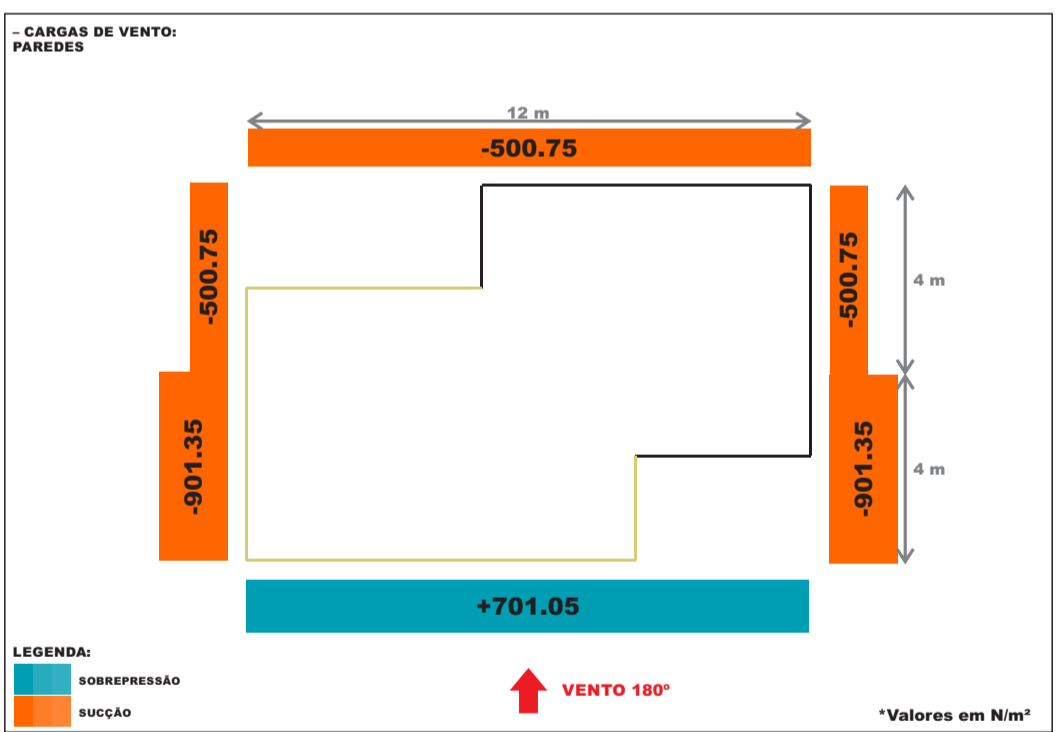 – CARGAS DE VENTO:
PAREDES
12 m
-500.75
-500.75
-500.75
4 m
-901.35
-901.35
4 m
+701.05
LEGENDA:
SOBREPRESSÃO
SUCÇÃO
VENTO 180º
*Valores em N/m²